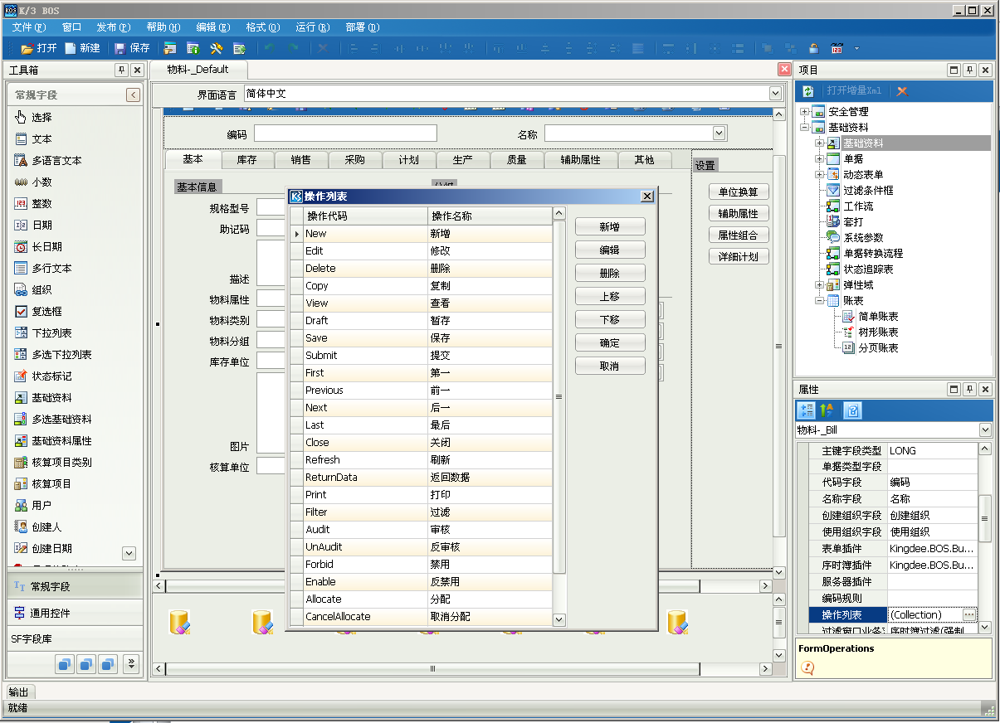 K/3 BOS
文件(F) 窗口 发布(P) 帮助(H) 编辑(E) 格式(O) 运行(R) 部署(D)
打开 新建 保存
工具箱
常规字段
选择
文本
多语言文本
小数
整数
日期
长日期
多行文本
组织
复选框
下拉列表
多选下拉列表
状态标记
基础资料
多选基础资料
基础资料属性
核算项目类别
核算项目
用户
创建人
创建日期
常规字段
通用控件
SF字段库
输出
就绪
物料-_Default
界面语言 简体中文
编码 名称
基本 库存 销售 采购 计划 生产 质量 辅助属性 其他
基本信息
规格型号
助记码
描述
物料属性
物料类别
物料分组
库存单位
图片
核算单位
设置
单位换算
辅助属性
属性组合
详细计划
操作列表
操作代码 操作名称
New 新增
Edit 修改
Delete 删除
Copy 复制
View 查看
Draft 暂存
Save 保存
Submit 提交
First 第一
Previous 前一
Next 后一
Last 最后
Close 关闭
Refresh 刷新
ReturnData 返回数据
Print 打印
Filter 过滤
Audit 审核
UnAudit 反审核
Forbid 禁用
Enable 反禁用
Allocate 分配
CancelAllocate 取消分配
新增
编辑
删除
上移
下移
确定
取消
项目
打开增量Xml
安全管理
基础资料
基础资料
单据
动态表单
过滤条件框
工作流
套打
系统参数
单据转换流程
状态追踪表
弹性域
账表
简单账表
树形账表
分页账表
属性
物料-_Bill
主键字段类型 LONG
单据类型字段
代码字段 编码
名称字段 名称
创建组织字段 创建组织
使用组织字段 使用组织
表单插件 Kingdee.BOS.Bu...
序时簿插件 Kingdee.BOS.Bu...
服务器插件
编码规则
操作列表 (Collection) ...
FormOperations